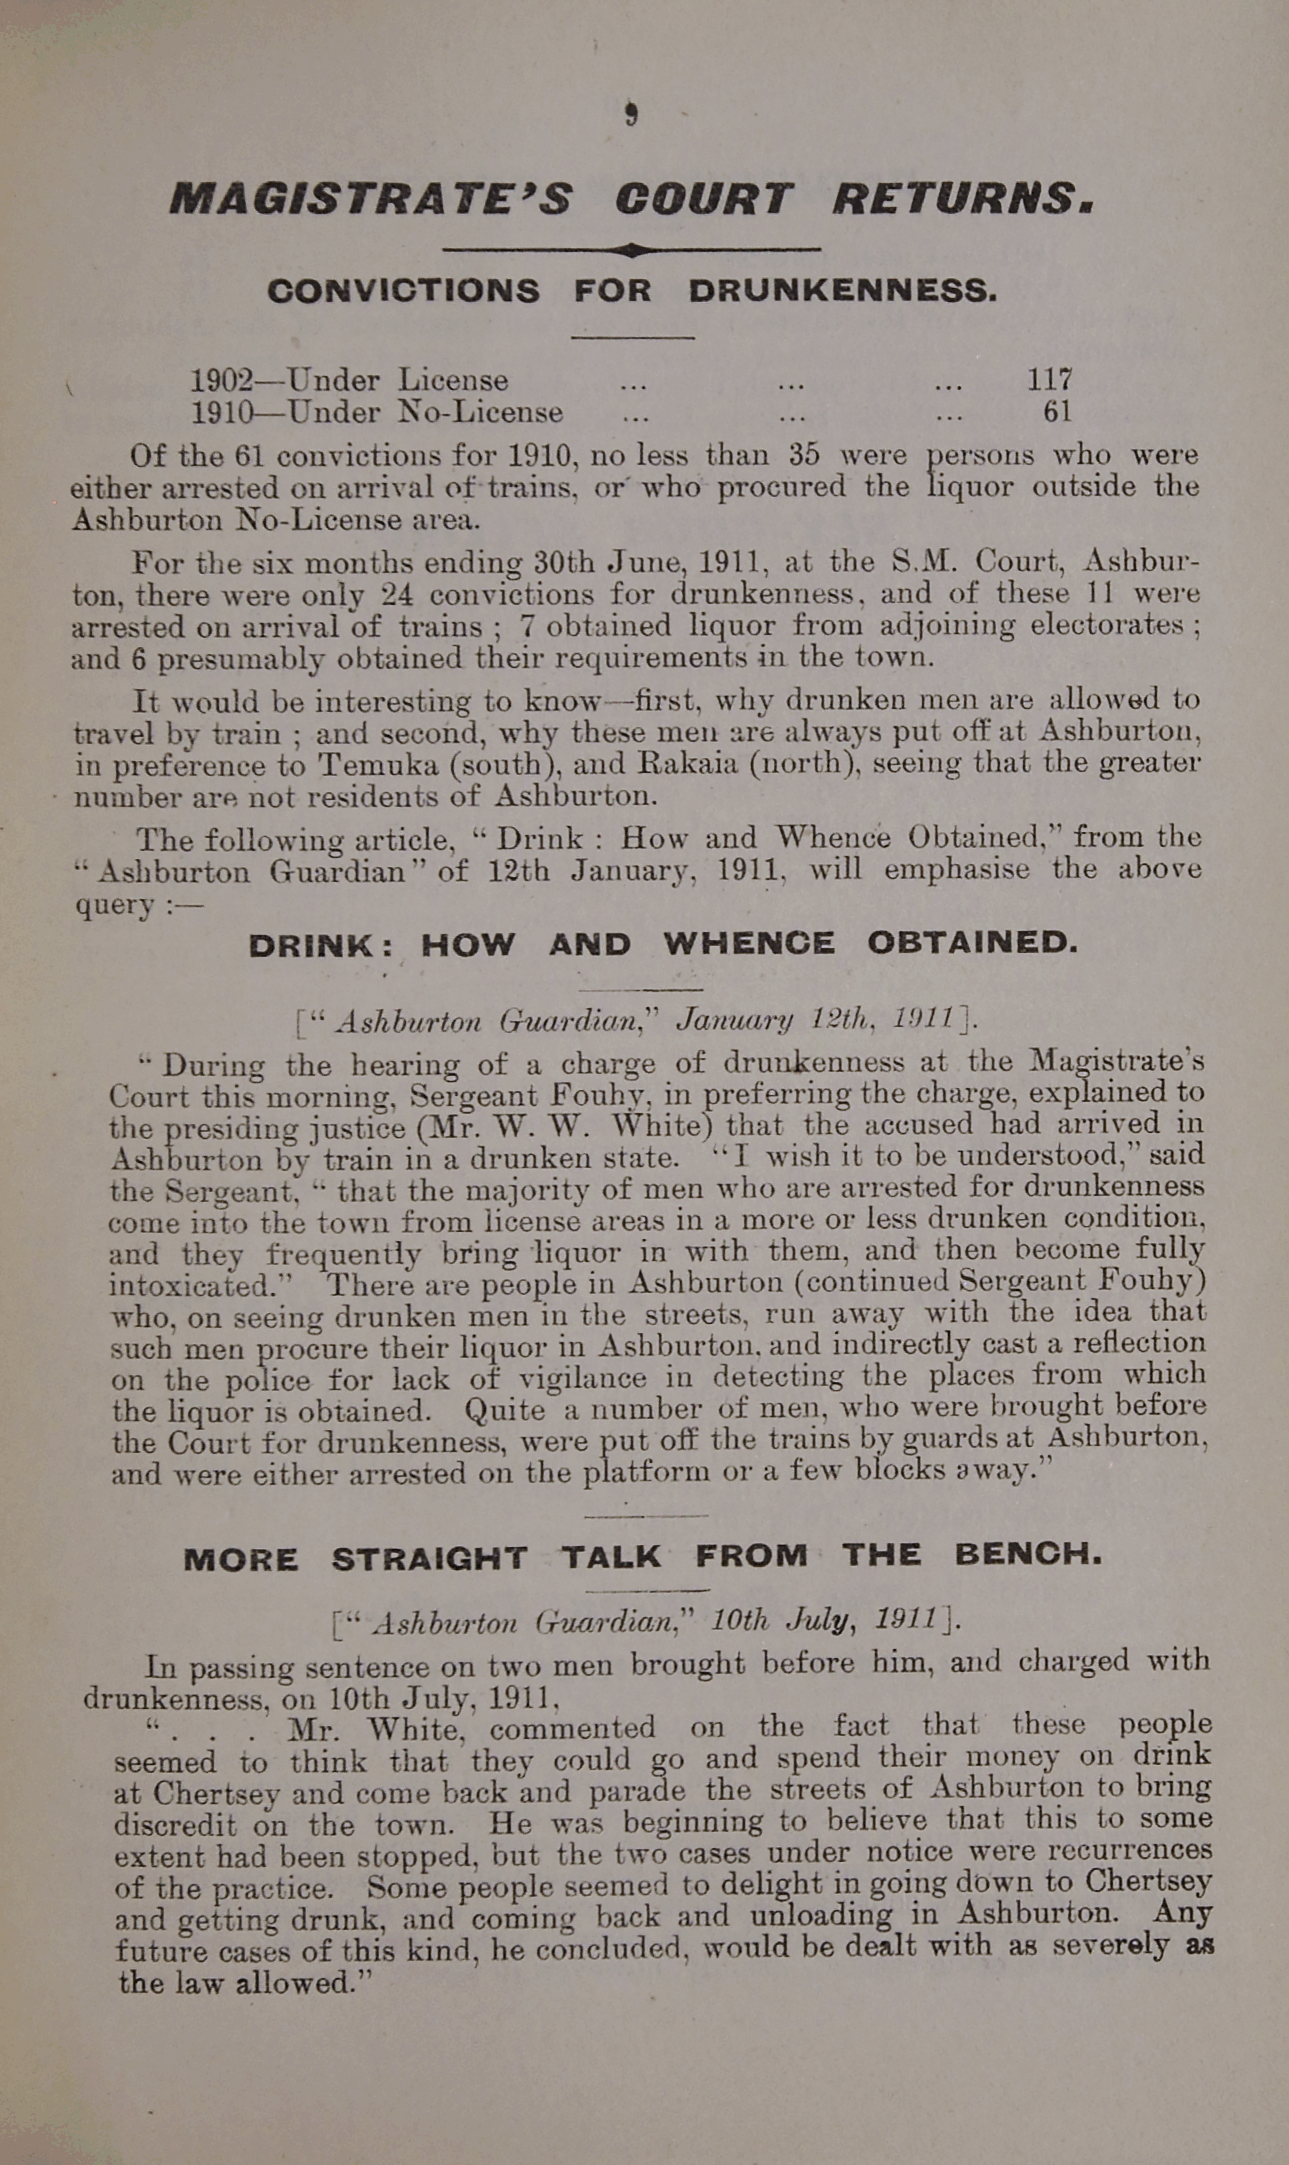 9
MAGISTRATE'S COURT RETURNS.
CONVICTIONS FOR DRUNKENNESS.
1902—Under License ... ... ... 117
1910—Under No-License ... ... ... 61
Of the 61 convictions for 1910, no less than 35 were persons who were
either arrested on arrival of trains, or who procured the liquor outside the
Ashburton No-License area.
For the six months ending 30th June, 1911, at the S.M. Court, Ashbur-
ton, there were only 24 convictions for drunkenness, and of these 11 were
arrested on arrival of trains ; 7 obtained liquor from adjoining electorates ;
and 6 presumably obtained their requirements in the town.
It would be interesting to know—first, why drunken men are allowed to
travel by train ; and second, why these men are always put off at Ashburton,
in preference to Temuka (south), and Rakaia (north), seeing that the greater
number are not residents of Ashburton.
The following article, " Drink : How and Whence Obtained," from the
" Ashburton Guardian " of 12th January, 1911, will emphasise the above
query :—
DRINK: HOW AND WHENCE OBTAINED.
[" Ashburton Guardian," January 12th, 1911].
" During the hearing of a charge of drunkenness at the Magistrate's
Court this morning, Sergeant Fouhy, in preferring the charge, explained to
the presiding justice (Mr. W. W. White) that the accused had arrived in
Ashburton by train in a drunken state. "I wish it to be understood," said
the Sergeant, " that the majority of men who are arrested for drunkenness
come into the town from license areas in a more or less drunken condition,
and they frequently bring liquor in with them, and then become fully
intoxicated." There are people in Ashburton (continued Sergeant Fouhy)
who, on seeing drunken men in the streets, run away with the idea that
such men procure their liquor in Ashburton, and indirectly cast a reflection
on the police for lack of vigilance in detecting the places from which
the liquor is obtained. Quite a number of men, who were brought before
the Court for drunkenness, were put off the trains by guards at Ashburton,
and were either arrested on the platform or a few blocks away."
MORE STRAIGHT TALK FROM THE BENCH.
[" Ashburton Guardian," 10th July, 1911].
In passing sentence on two men brought before him, and charged with
drunkenness, on 10th July, 1911,
" . . . Mr. White, commented on the fact that these people
seemed to think that they could go and spend their money on drink
at Chertsey and come back and parade the streets of Ashburton to bring
discredit on the town. He was beginning to believe that this to some
extent had been stopped, but the two cases under notice were recurrences
of the practice. Some people seemed to delight in going down to Chertsey
and getting drunk, and coming back and unloading in Ashburton. Any
future cases of this kind, he concluded, would be dealt with as severely as
the law allowed."